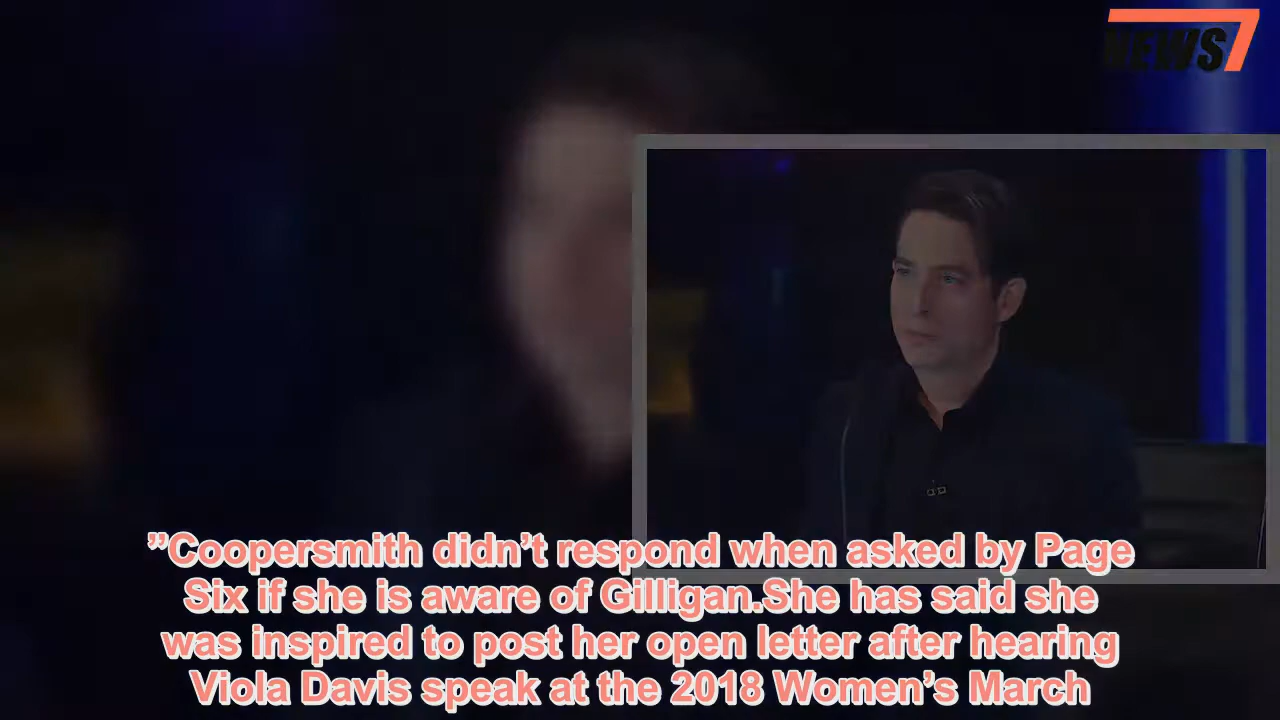 NEWS7
”Coopersmith didn’t respond when asked by Page
Six if she is aware of Gilligan.She has said she
was inspired to post her open letter after hearing
Viola Davis speak at the 2018 Women’s March